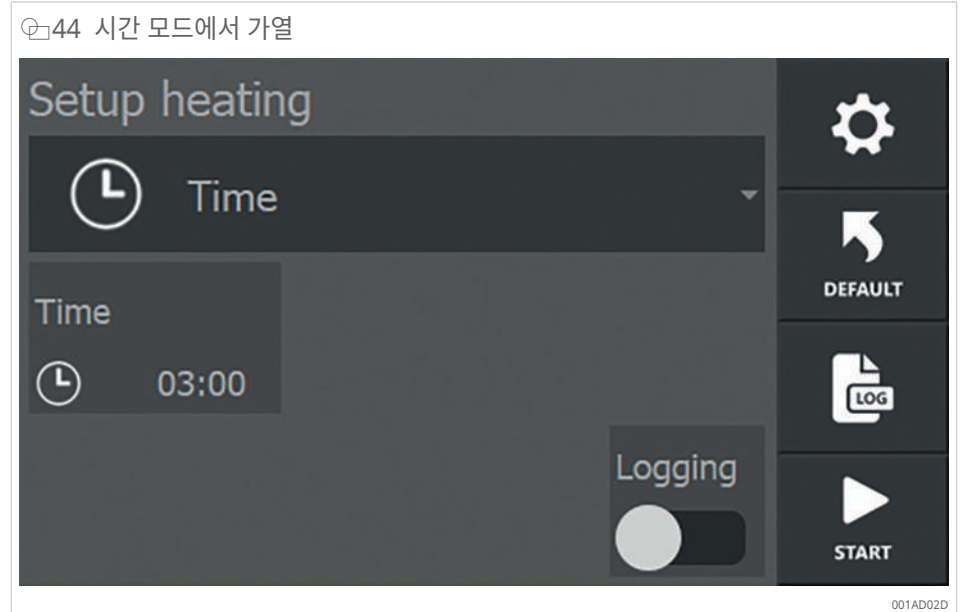 44 시간 모드에서 가열
Setup heating
Time
DEFAULT
Time
03:00
LOG
Logging
START
001AD02D